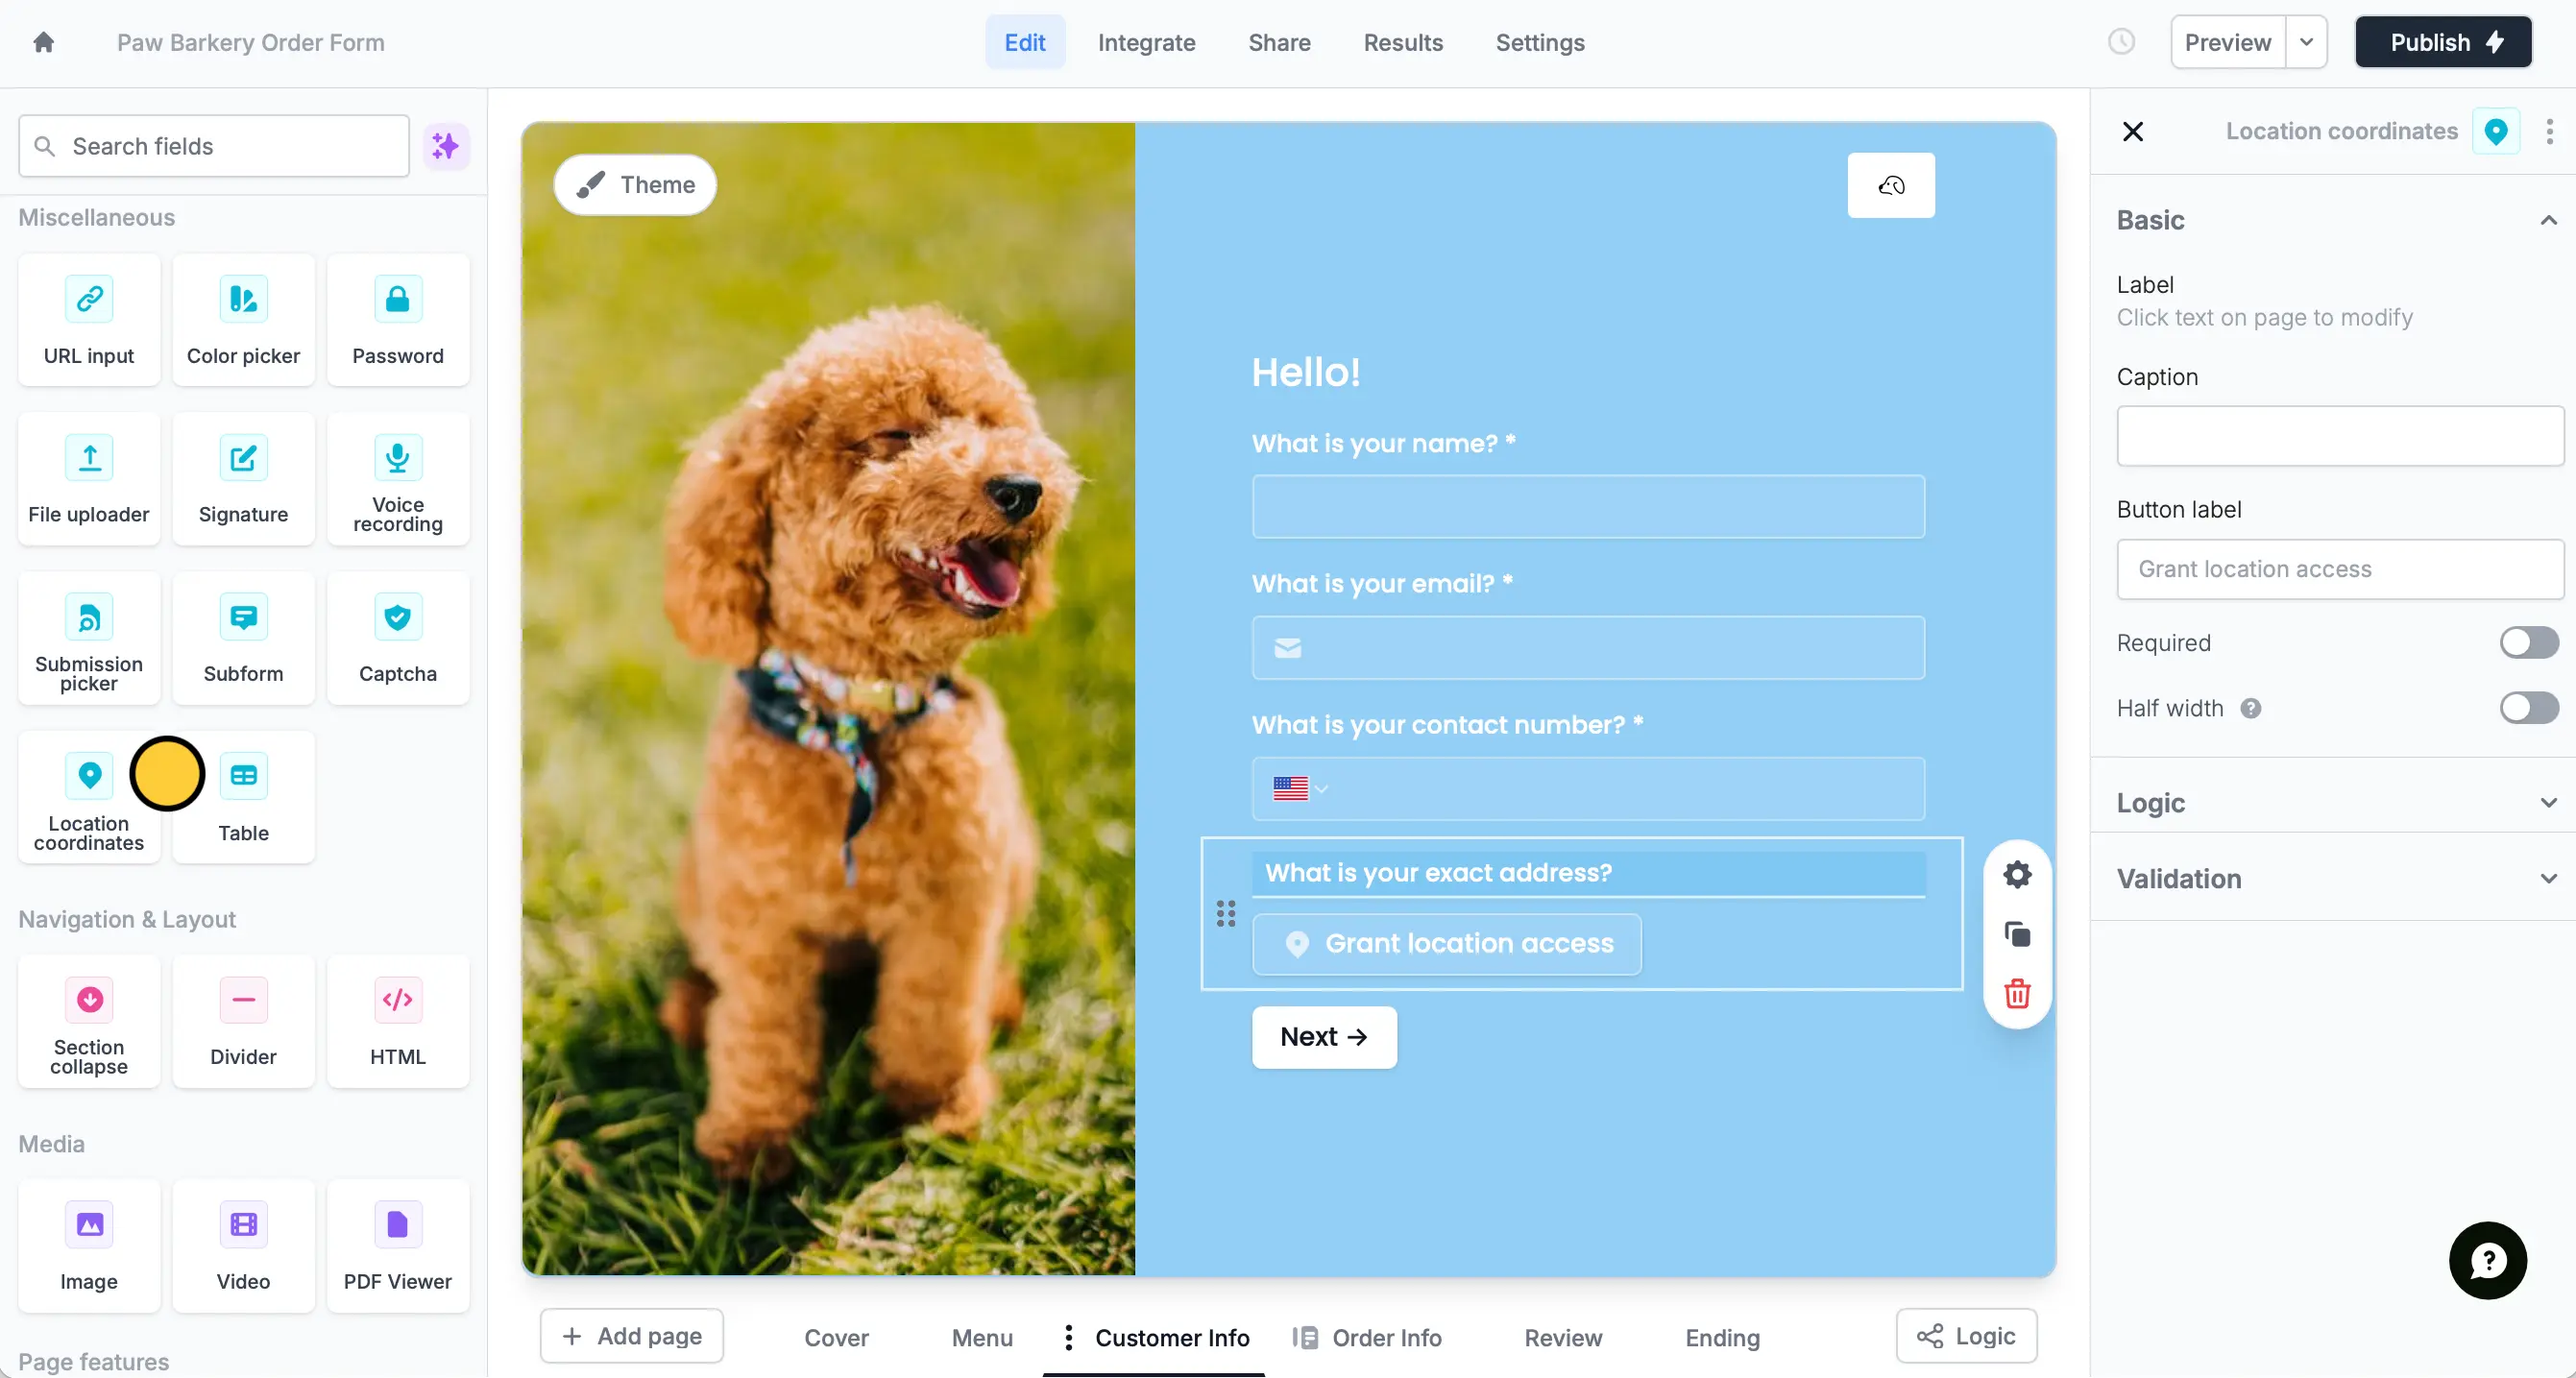 Paw Barkery Order Form
Edit
Integrate
Share
Results
Settings
Preview
Publish
Search fields
Miscellaneous
URL input
Color picker
Password
File uploader
Signature
Voice
recording
Submission
picker
Subform
Captcha
Location
coordinates
Table
Navigation & Layout
Section
collapse
Divider
HTML
Media
Image
Video
PDF Viewer
Page features
Theme
Hello!
What is your name? *
What is your email? *
What is your contact number? *
What is your exact address?
Grant location access
Next →
Add page
Cover
Menu
Customer Info
Order Info
Review
Ending
Logic
Location coordinates
Basic
Label
Click text on page to modify
Caption
Button label
Grant location access
Required
Half width
Logic
Validation